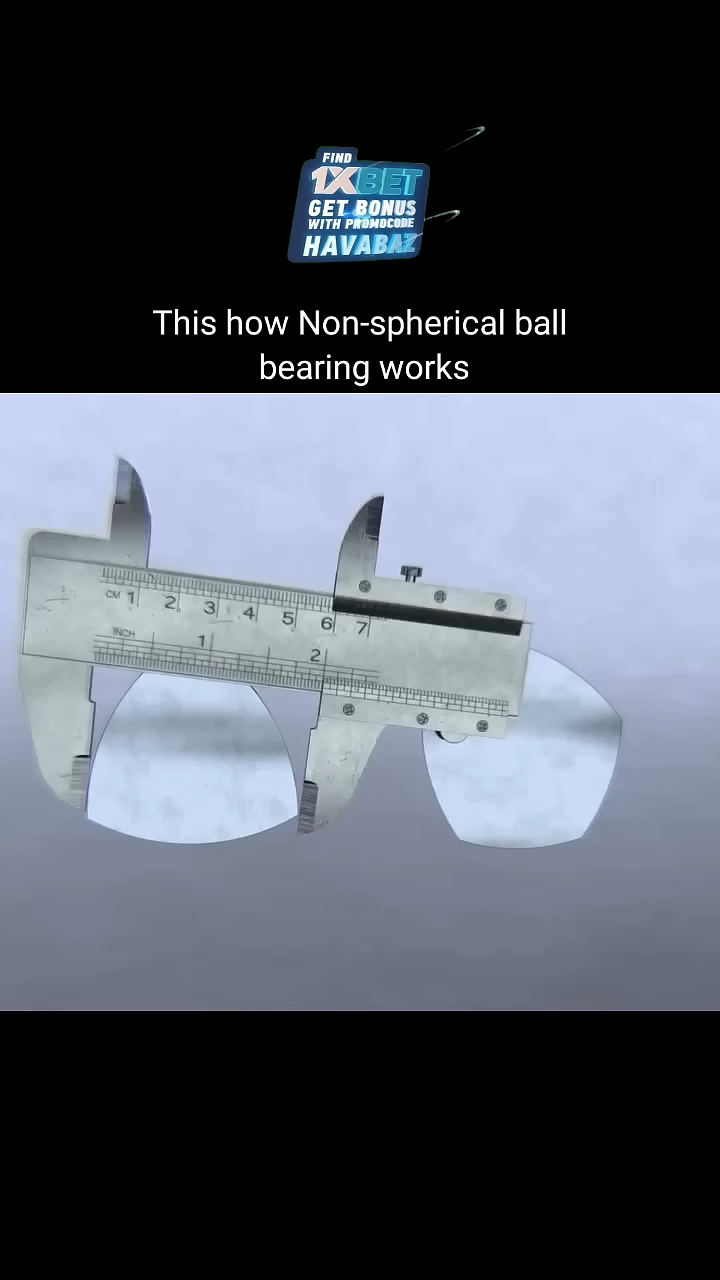 FIND
1XBET
GET BONUS
WITH PROMOCODE
HAVABAZ
This how Non-spherical ball
bearing works
CM 1 2 3 4 5 6 7
INCH 1 2